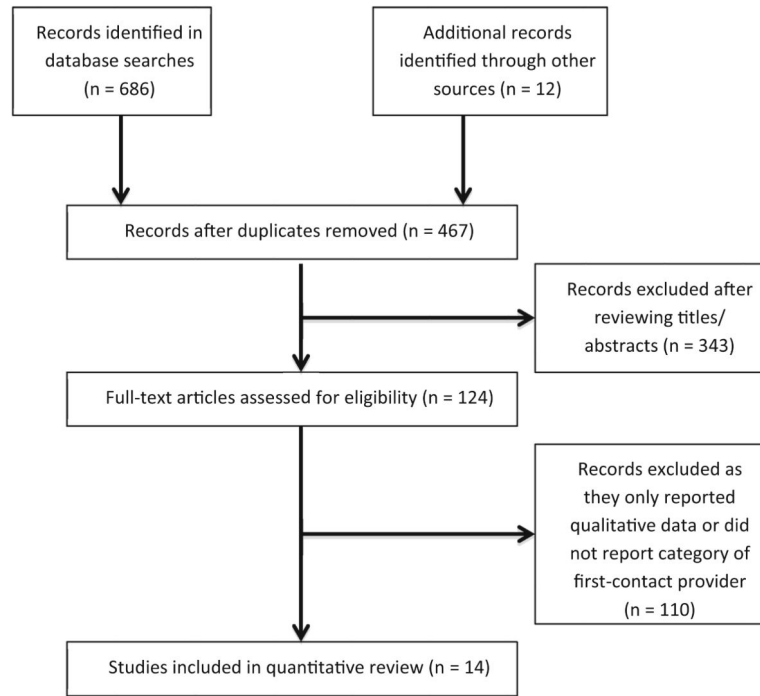 Records identified in
database searches
(n = 686)
Additional records
identified through other
sources (n = 12)
Records after duplicates removed (n = 467)
Records excluded after
reviewing titles/
abstracts (n = 343)
Full-text articles assessed for eligibility (n = 124)
Records excluded as
they only reported
qualitative data or did
not report category of
first-contact provider
(n = 110)
Studies included in quantitative review (n = 14)